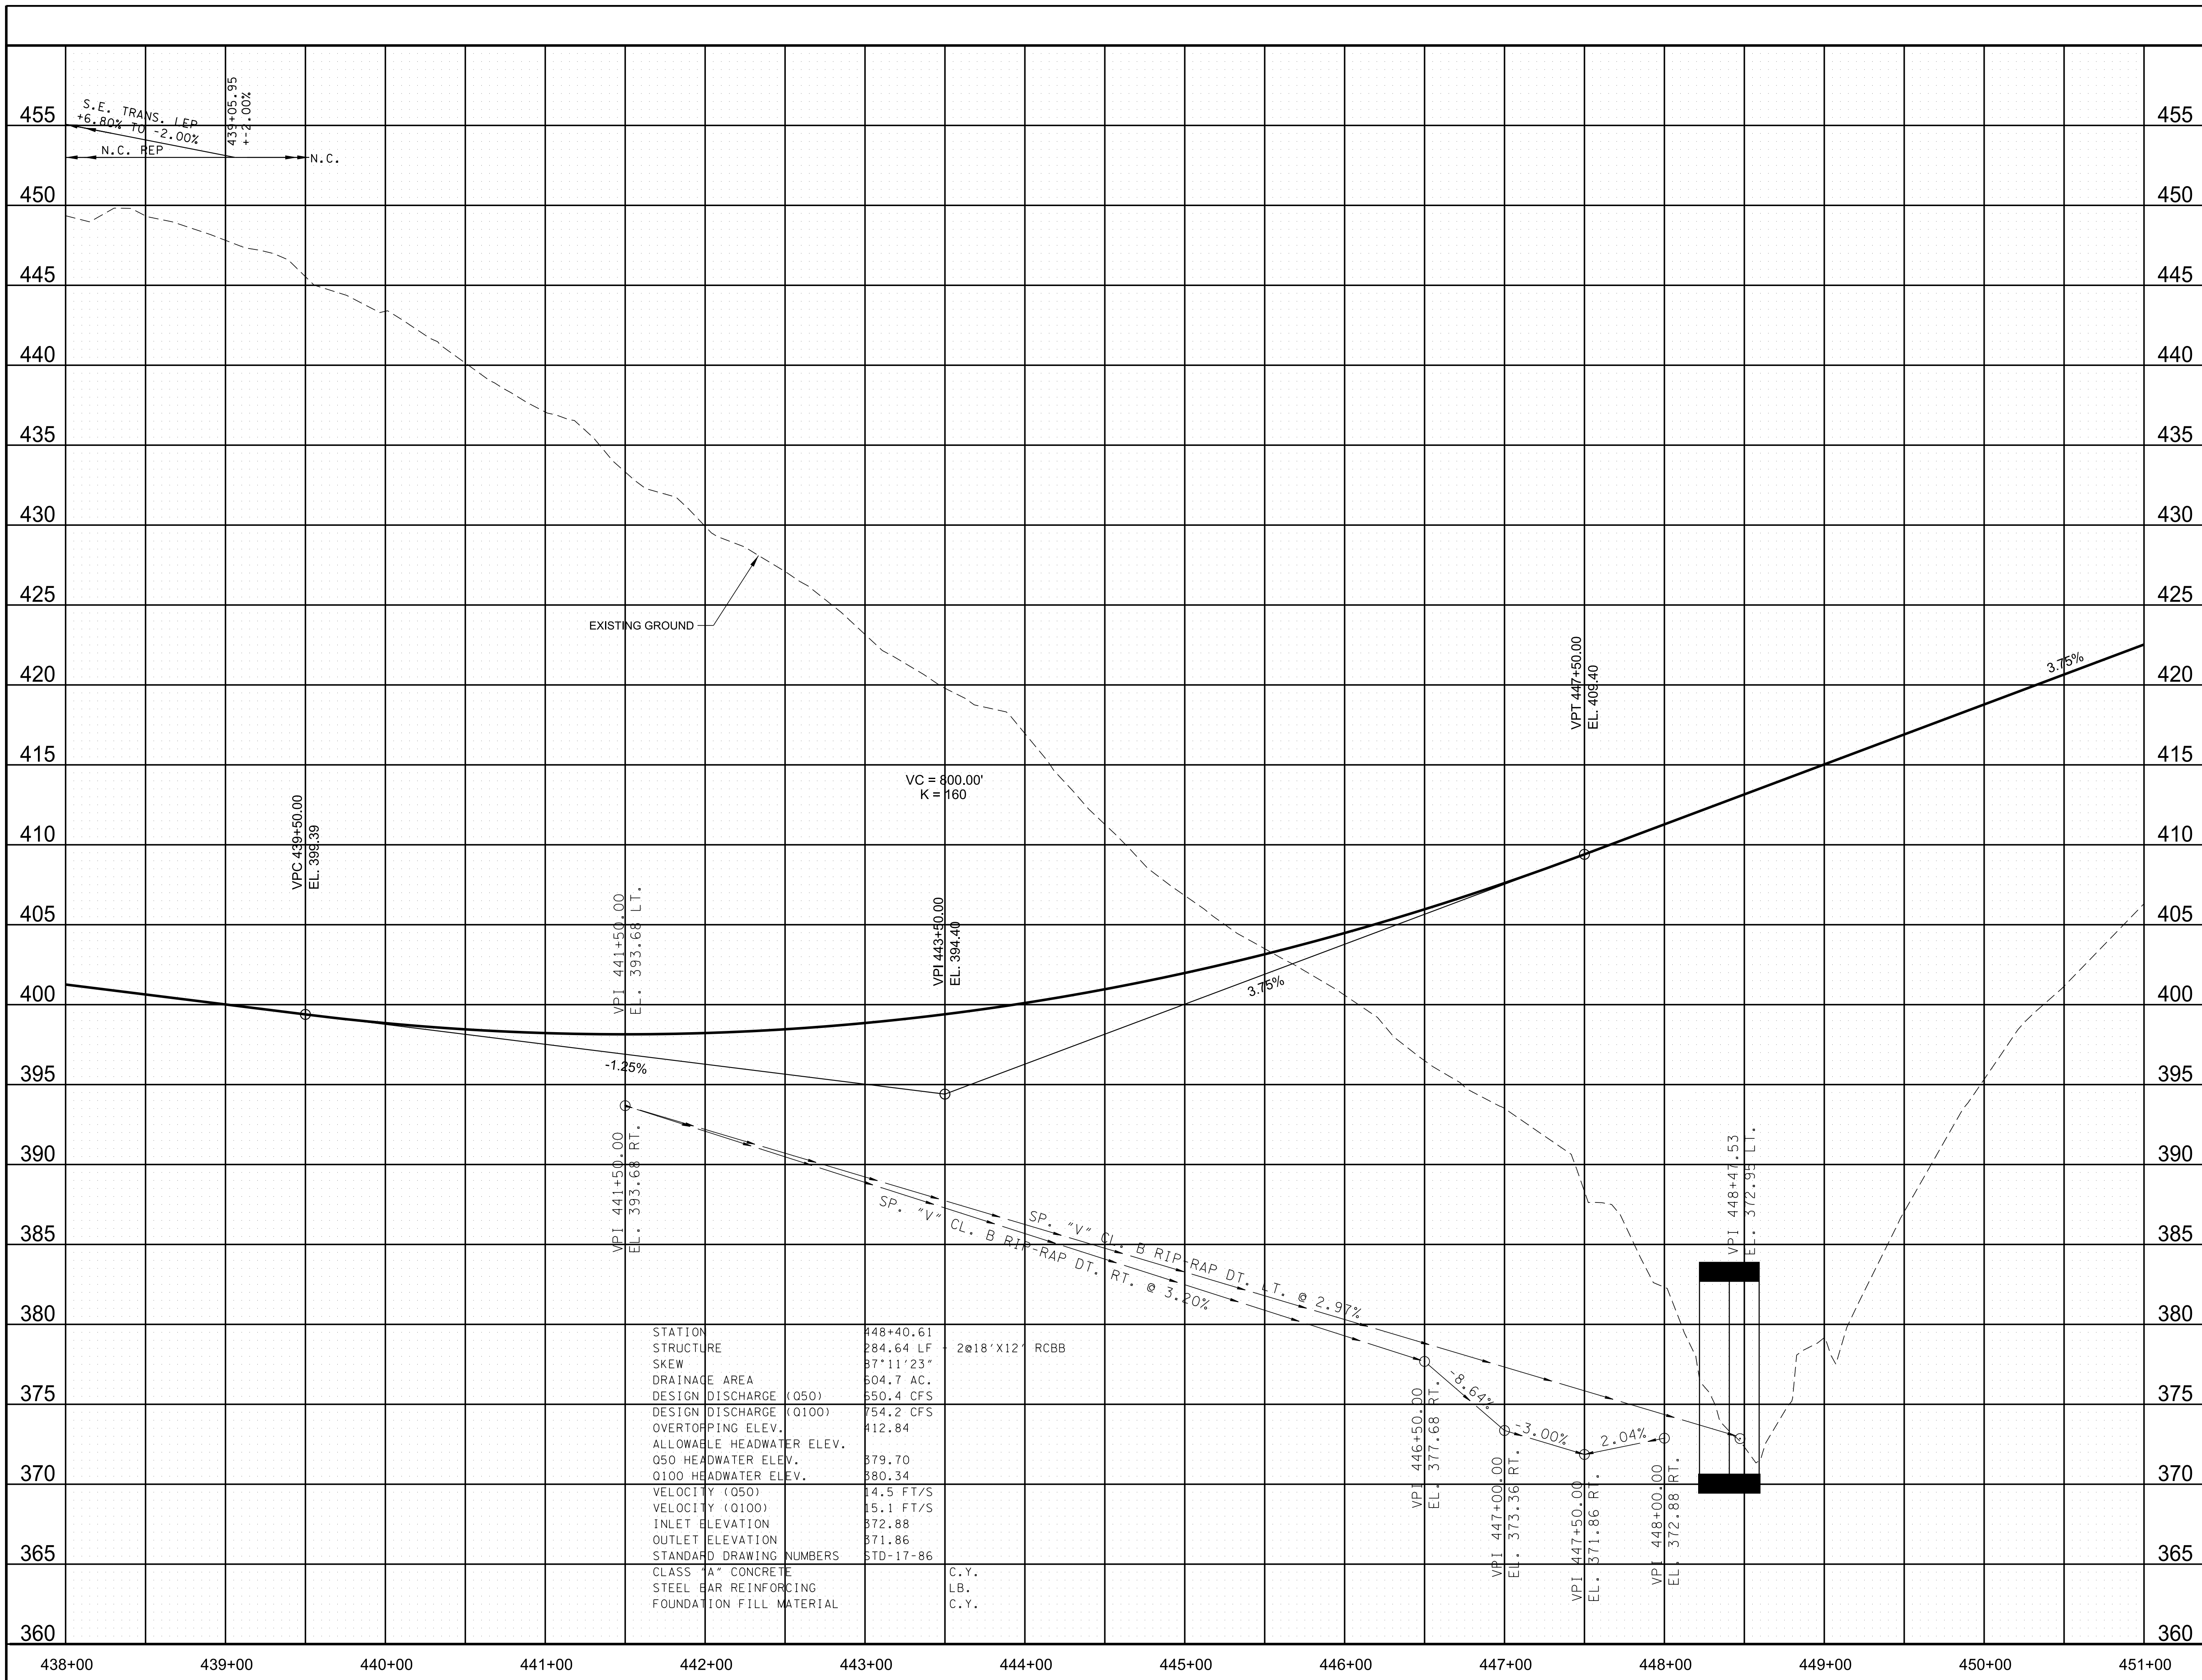 S.E. TRANS. LEP
+6.80% TO -2.00%
N.C. REP
439+05.95
+-2.00%
N.C.
455
455
450
450
445
445
440
440
435
435
430
430
425
425
420
420
415
415
410
410
405
405
400
400
395
395
390
390
385
385
380
380
375
375
370
370
365
365
360
360
EXISTING GROUND
VPC 439+50.00
EL. 399.39
VPI 441+50.00
EL. 393.68 LT.
VC = 800.00'
K = 160
VPI 443+50.00
EL. 394.40
VPT 447+50.00
EL. 409.40
3.75%
3.75%
-1.25%
VPI 441+50.00
EL. 393.68 RT.
SP. "V" CL. B RIP-RAP DT. LT. @ 2.97%
SP. "V" CL. B RIP-RAP DT. RT. @ 3.20%
VPI 448+47.53
EL. 372.95 LT.
-8.64%
-3.00%
2.04%
VPI 446+50.00
EL. 377.68 RT.
VPI 447+00.00
EL. 373.36 RT.
VPI 447+50.00
EL. 371.86 RT.
VPI 448+00.00
EL. 372.88 RT.
STATION 448+40.61
STRUCTURE 284.64 LF - 2@18'X12' RCBB
SKEW 87°11'23"
DRAINAGE AREA 604.7 AC.
DESIGN DISCHARGE (Q50) 650.4 CFS
DESIGN DISCHARGE (Q100) 754.2 CFS
OVERTOPPING ELEV. 412.84
ALLOWABLE HEADWATER ELEV.
Q50 HEADWATER ELEV. 379.70
Q100 HEADWATER ELEV. 380.34
VELOCITY (Q50) 14.5 FT/S
VELOCITY (Q100) 15.1 FT/S
INLET ELEVATION 372.88
OUTLET ELEVATION 371.86
STANDARD DRAWING NUMBERS STD-17-86
CLASS "A" CONCRETE C.Y.
STEEL BAR REINFORCING LB.
FOUNDATION FILL MATERIAL C.Y.
438+00 439+00 440+00 441+00 442+00 443+00 444+00 445+00 446+00 447+00 448+00 449+00 450+00 451+00